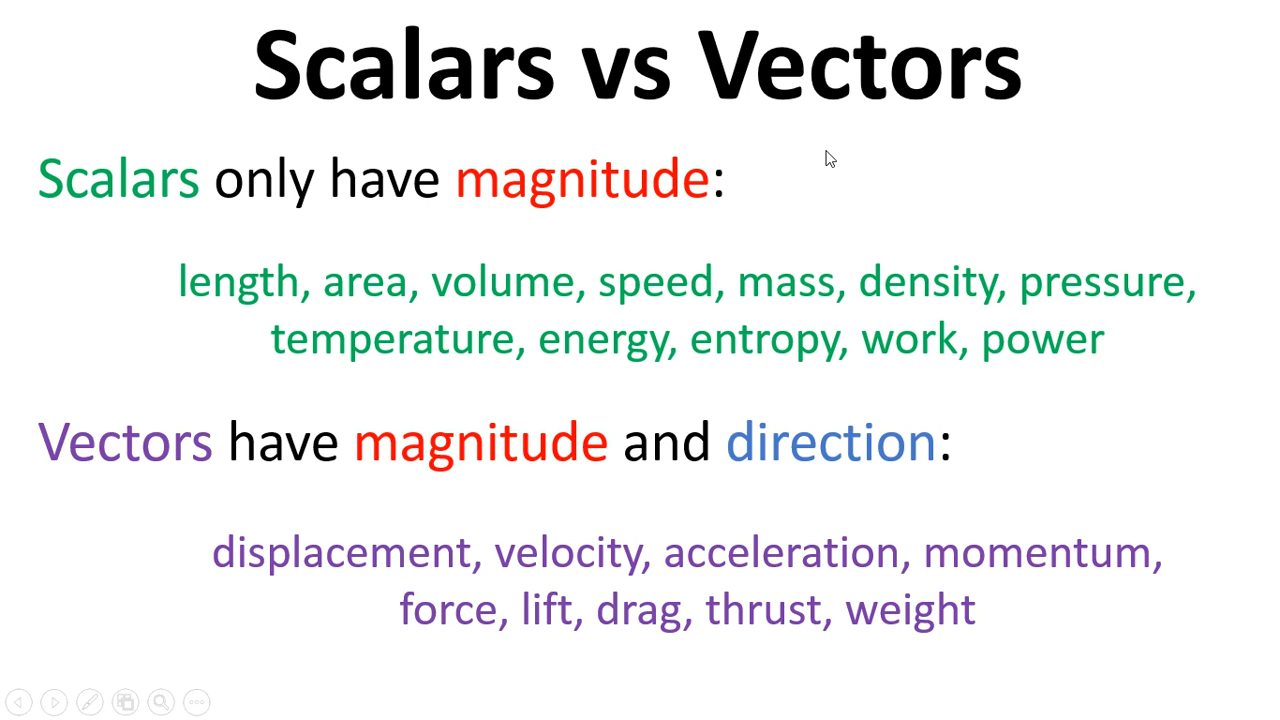 Scalars vs Vectors
Scalars only have magnitude:
length, area, volume, speed, mass, density, pressure,
temperature, energy, entropy, work, power
Vectors have magnitude and direction:
displacement, velocity, acceleration, momentum,
force, lift, drag, thrust, weight